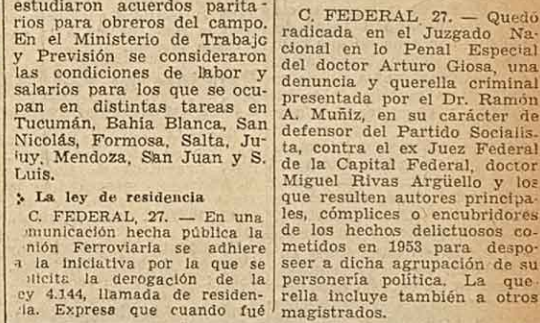 estudiaron acuerdos parita-
rios para obreros del campo.
En el Ministerio de Trabajo
y Previsión se consideraron
las condiciones de labor y
salarios para los que se ocu-
pan en distintas tareas en
Tucumán, Bahía Blanca, San
Nicolás, Formosa, Salta, Ju-
juy, Mendoza, San Juan y S.
Luis.
La ley de residencia
C. FEDERAL, 27. — En una
municación hecha pública la
nión Ferroviaria se adhiere
a la iniciativa por la que se
licita la derogación de la
ey 4.144, llamada de residen-
ia. Expresa que cuando fué
C. FEDERAL 27. — Quedó
radicada en el Juzgado Na-
cional en lo Penal Especial
del doctor Arturo Giosa, una
denuncia y querella criminal
presentada por el Dr. Ramón
A. Muñiz, en su carácter de
defensor del Partido Socialis-
ta, contra el ex Juez Federal
de la Capital Federal, doctor
Miguel Rivas Argüello y los
que resulten autores principa-
les, cómplices o encubridores
de los hechos delictuosos co-
metidos en 1953 para despo-
seer a dicha agrupación de su
personería política. La que-
rella incluye también a otros
magistrados.